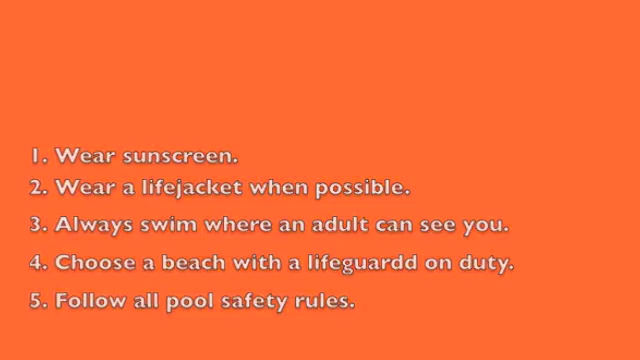 1. Wear sunscreen.
2. Wear a lifejacket when possible.
3. Always swim where an adult can see you.
4. Choose a beach with a lifeguardd on duty.
5. Follow all pool safety rules.